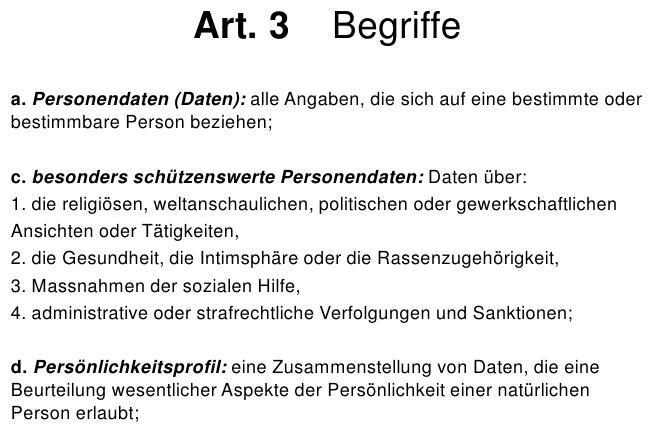 Art. 3 Begriffe
a. Personendaten (Daten): alle Angaben, die sich auf eine bestimmte oder
bestimmbare Person beziehen;
c. besonders schützenswerte Personendaten: Daten über:
1. die religiösen, weltanschaulichen, politischen oder gewerkschaftlichen
Ansichten oder Tätigkeiten,
2. die Gesundheit, die Intimsphäre oder die Rassenzugehörigkeit,
3. Massnahmen der sozialen Hilfe,
4. administrative oder strafrechtliche Verfolgungen und Sanktionen;
d. Persönlichkeitsprofil: eine Zusammenstellung von Daten, die eine
Beurteilung wesentlicher Aspekte der Persönlichkeit einer natürlichen
Person erlaubt;